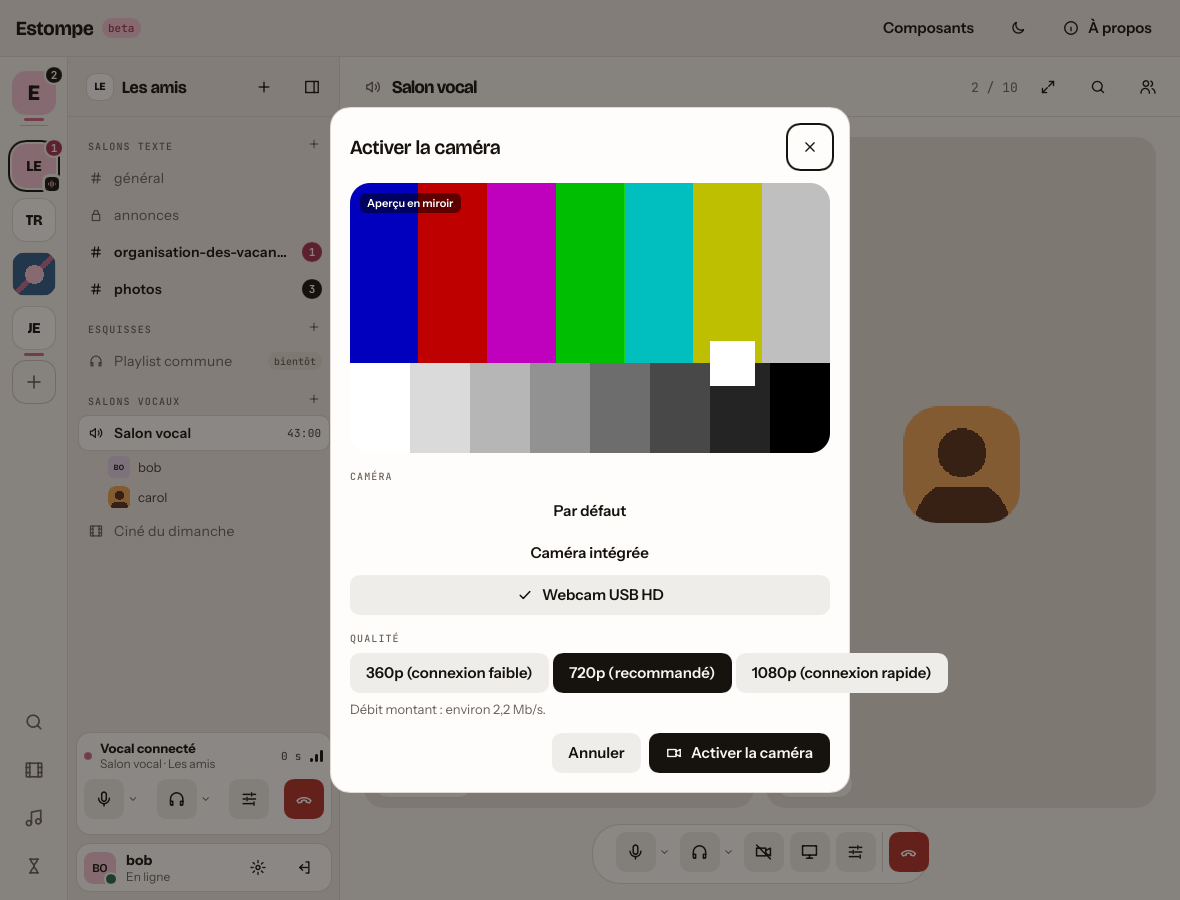 Estompe beta
Composants
À propos
E 2
LE 1
TR
JE
LE Les amis
SALONS TEXTE
général
annonces
organisation-des-vacan... 1
photos 3
ESQUISSES
Playlist commune bientôt
SALONS VOCAUX
Salon vocal 43:00
BO bob
carol
Ciné du dimanche
Vocal connecté
Salon vocal · Les amis
0 s
BO bob
En ligne
Salon vocal
2 / 10
Activer la caméra
Aperçu en miroir
CAMÉRA
Par défaut
Caméra intégrée
Webcam USB HD
QUALITÉ
360p (connexion faible) 720p (recommandé) 1080p (connexion rapide)
Débit montant : environ 2,2 Mb/s.
Annuler Activer la caméra